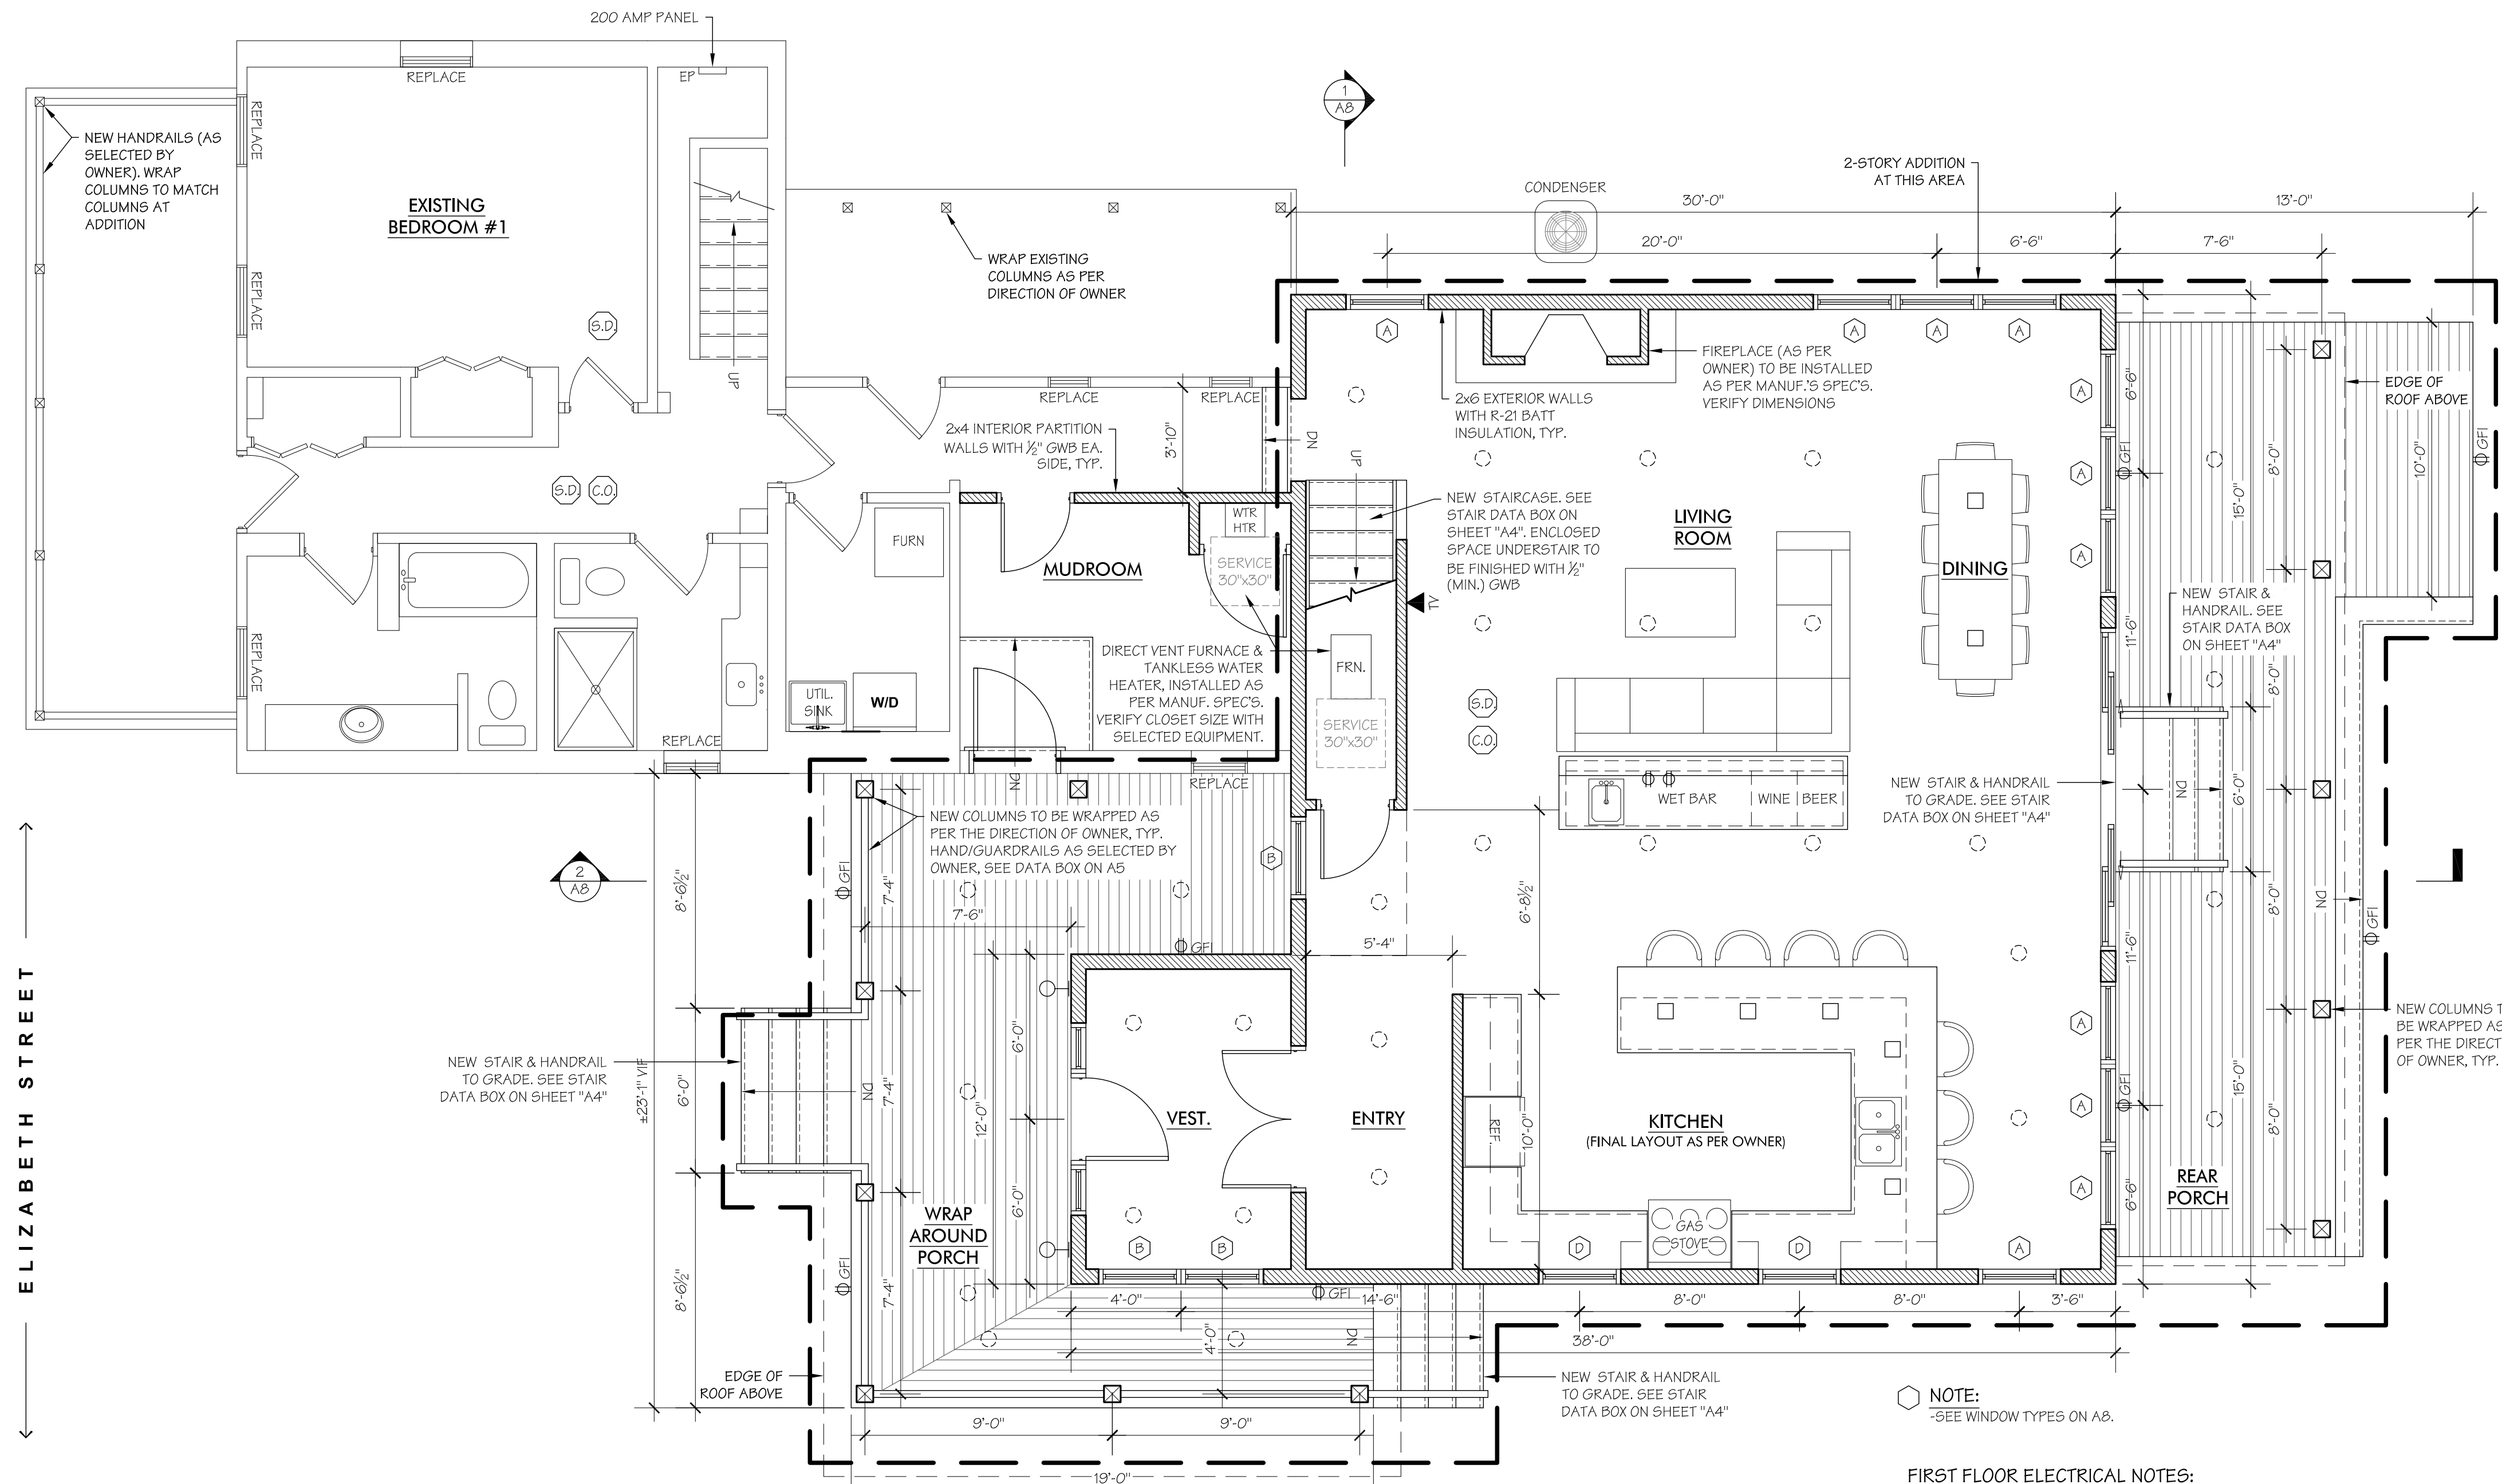 200 AMP PANEL
EP
REPLACE
REPLACE
REPLACE
NEW HANDRAILS (AS
SELECTED BY
OWNER). WRAP
COLUMNS TO MATCH
COLUMNS AT
ADDITION
EXISTING
BEDROOM #1
S.D.
UP
S.D.
C.O.
REPLACE
REPLACE
1
A8
WRAP EXISTING
COLUMNS AS PER
DIRECTION OF OWNER
CONDENSER
2-STORY ADDITION
AT THIS AREA
30'-0"
13'-0"
20'-0"
6'-6"
7'-6"
A
A
A
A
FIREPLACE (AS PER
OWNER) TO BE INSTALLED
AS PER MANUF.'S SPEC'S.
VERIFY DIMENSIONS
2x6 EXTERIOR WALLS
WITH R-21 BATT
INSULATION, TYP.
REPLACE
REPLACE
2x4 INTERIOR PARTITION
WALLS WITH ½" GWB EA.
SIDE, TYP.
3'-10"
DN
UP
NEW STAIRCASE. SEE
STAIR DATA BOX ON
SHEET "A4". ENCLOSED
SPACE UNDERSTAIR TO
BE FINISHED WITH ½"
(MIN.) GWB
LIVING
ROOM
DINING
A
A
A
6'-6"
GFI
11'-6"
15'-0"
8'-0"
8'-0"
10'-0"
EDGE OF
ROOF ABOVE
GFI
NEW STAIR &
HANDRAIL. SEE
STAIR DATA BOX
ON SHEET "A4"
FURN
WTR
HTR
SERVICE
30"x30"
MUDROOM
UTIL.
SINK
W/D
DIRECT VENT FURNACE &
TANKLESS WATER
HEATER, INSTALLED AS
PER MANUF. SPEC'S.
VERIFY CLOSET SIZE WITH
SELECTED EQUIPMENT.
FRN.
SERVICE
30"x30"
TV
S.D.
C.O.
WET BAR
WINE
BEER
NEW STAIR & HANDRAIL
TO GRADE. SEE STAIR
DATA BOX ON SHEET "A4"
DN
6'-0"
DN
8'-0"
GFI
REPLACE
DN
NEW COLUMNS TO BE WRAPPED AS
PER THE DIRECTION OF OWNER, TYP.
HAND/GUARDRAILS AS SELECTED BY
OWNER, SEE DATA BOX ON A5
B
2
A8
ELIZABETH STREET
8'-6½"
GFI
7'-4"
7'-6"
GFI
5'-4"
6'-8½"
11'-6"
NEW STAIR & HANDRAIL
TO GRADE. SEE STAIR
DATA BOX ON SHEET "A4"
±23'-1" VIF
6'-0"
DN
7'-4"
12'-0"
6'-0"
6'-0"
VEST.
ENTRY
REF.
10'-0"
KITCHEN
(FINAL LAYOUT AS PER OWNER)
GAS
STOVE
A
A
A
GFI
6'-6"
15'-0"
8'-0"
REAR
PORCH
NEW COLUMNS T
BE WRAPPED AS
PER THE DIRECT
OF OWNER, TYP.
WRAP
AROUND
PORCH
8'-6½"
GFI
7'-4"
B
B
D
D
A
GFI
4'-0"
14'-6"
8'-0"
8'-0"
3'-6"
4'-0"
DN
38'-0"
EDGE OF
ROOF ABOVE
NEW STAIR & HANDRAIL
TO GRADE. SEE STAIR
DATA BOX ON SHEET "A4"
9'-0"
9'-0"
19'-0"
NOTE:
-SEE WINDOW TYPES ON A8.
FIRST FLOOR ELECTRICAL NOTES: